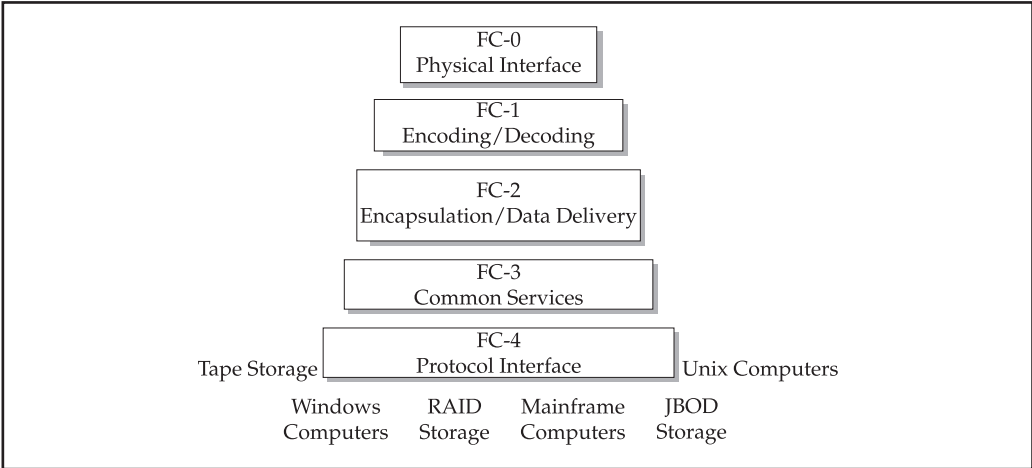 FC-0
Physical Interface
FC-1
Encoding/Decoding
FC-2
Encapsulation/Data Delivery
FC-3
Common Services
FC-4
Protocol Interface
Tape Storage
Unix Computers
Windows
Computers
RAID
Storage
Mainframe
Computers
JBOD
Storage